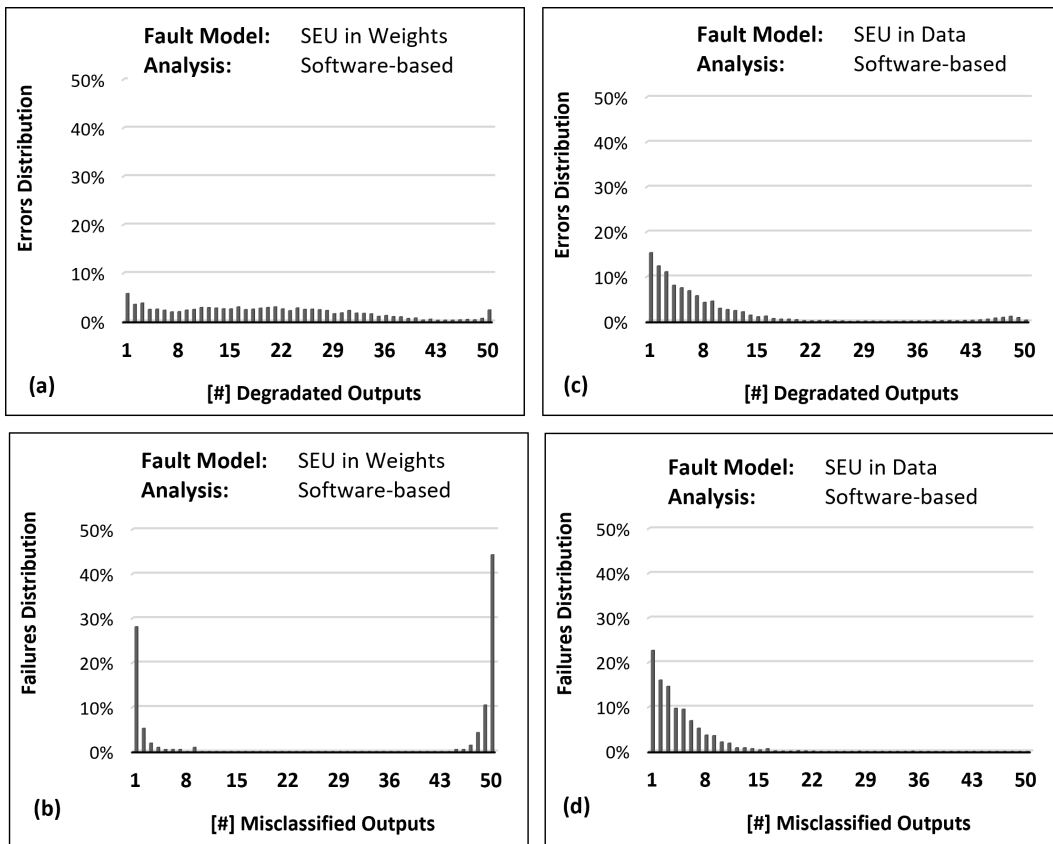 Fault Model: SEU in Weights
Analysis: Software-based
Errors Distribution
50%
40%
30%
20%
10%
0%
1 8 15 22 29 36 43 50
(a)
[#] Degradated Outputs
Fault Model: SEU in Data
Analysis: Software-based
Errors Distribution
50%
40%
30%
20%
10%
0%
1 8 15 22 29 36 43 50
(c)
[#] Degradated Outputs
Fault Model: SEU in Weights
Analysis: Software-based
Failures Distribution
50%
40%
30%
20%
10%
0%
1 8 15 22 29 36 43 50
(b)
[#] Misclassified Outputs
Fault Model: SEU in Data
Analysis: Software-based
Failures Distribution
50%
40%
30%
20%
10%
0%
1 8 15 22 29 36 43 50
(d)
[#] Misclassified Outputs